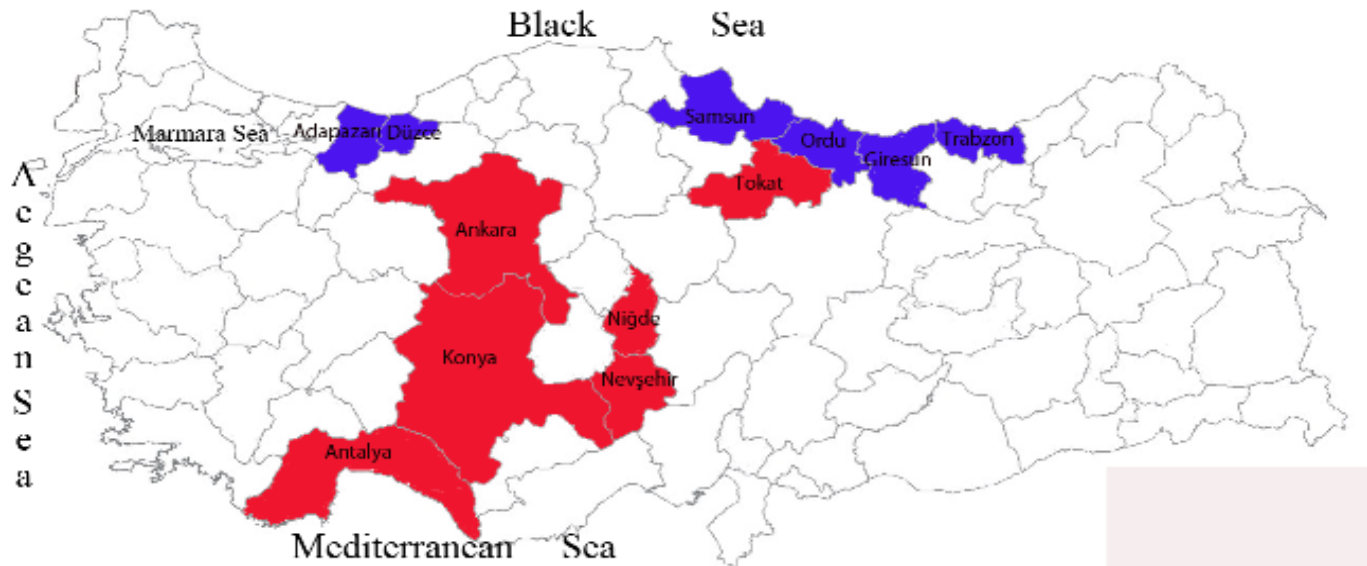 Black Sea
Marmara Sea
Adapazarı
Düzce
Samsun
Ordu
Giresun
Trabzon
Tokat
Ankara
Niğde
Konya
Nevşehir
Antalya
Aegean Sea
Mediterranean Sea